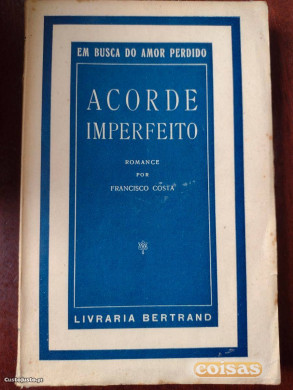 EM BUSCA DO AMOR PERDIDO
ACORDE
IMPERFEITO
ROMANCE
POR
FRANCISCO COSTA
LIVRARIA BERTRAND
CustoJusto.pt
coisas